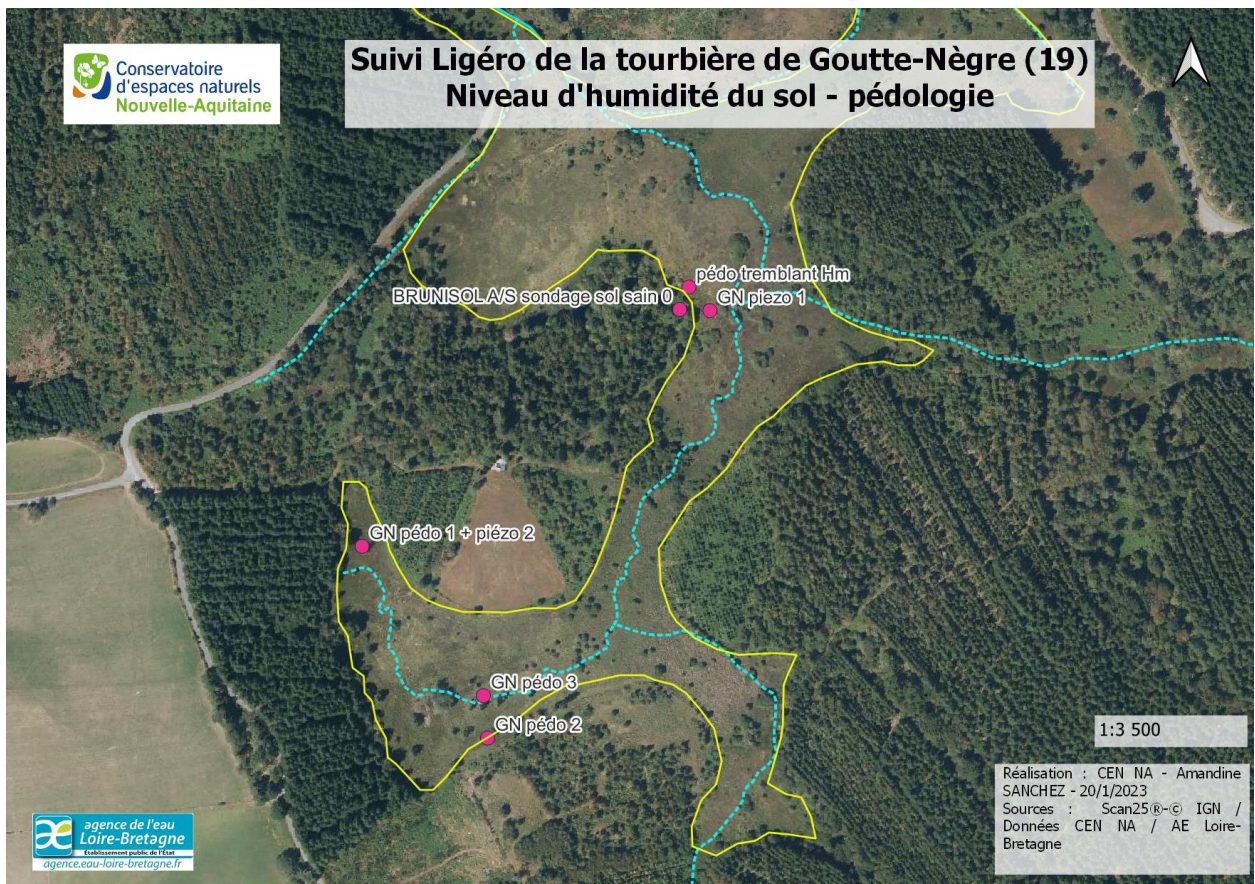 Conservatoire
d'espaces naturels
Nouvelle-Aquitaine
Suivi Ligéro de la tourbière de Goutte-Nègre (19)
Niveau d'humidité du sol - pédologie
pédo tremblant Hm
BRUNISOL A/S sondage sol sain 0
GN piezo 1
GN pédo 1 + piézo 2
GN pédo 3
GN pédo 2
1:3 500
Réalisation : CEN NA - Amandine
SANCHEZ - 20/1/2023
Sources : Scan25®-© IGN /
Données CEN NA / AE Loire-
Bretagne
ae
agence de l'eau
Loire-Bretagne
Établissement public de l'État
agence.eau-loire-bretagne.fr